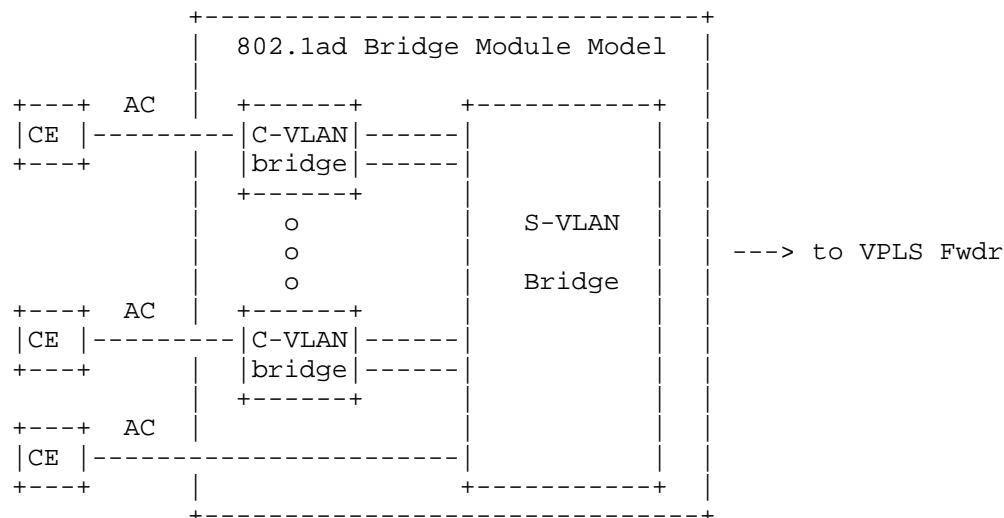 802.1ad Bridge Module Model
AC
CE
C-VLAN
bridge
o
S-VLAN
o
---> to VPLS Fwdr
o
Bridge
AC
CE
C-VLAN
bridge
AC
CE